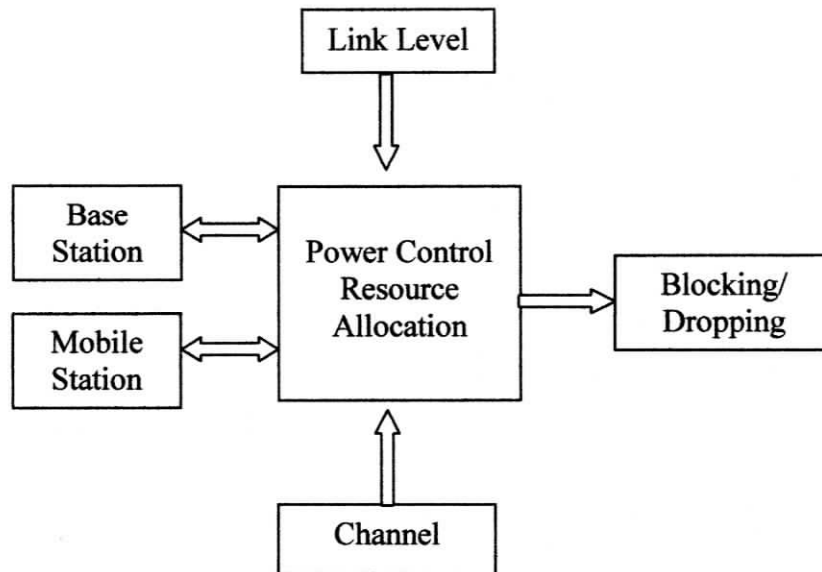 Link Level
Base
Station
Power Control
Resource
Allocation
Blocking/
Dropping
Mobile
Station
Channel